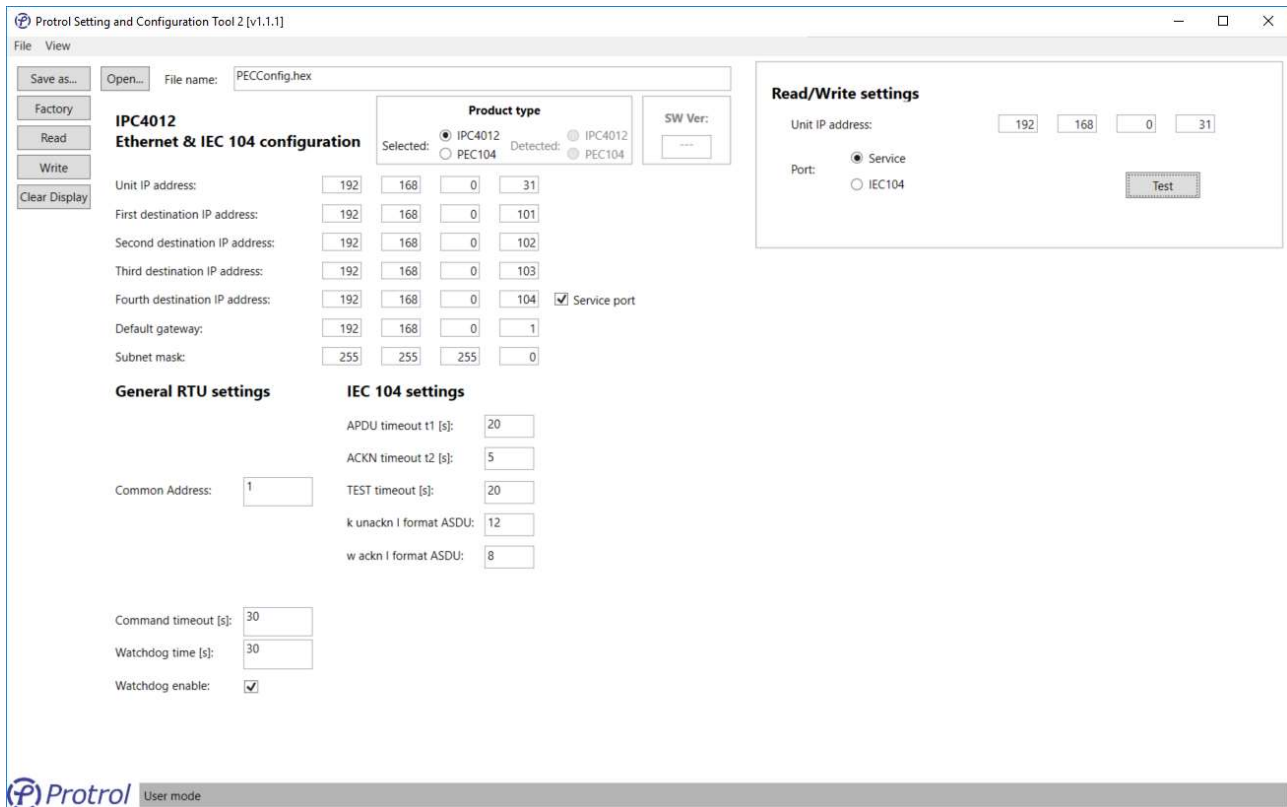 Protrol Setting and Configuration Tool 2 [v1.1.1]
File View
Save as...
Open...
File name:
PECConfig.hex
Factory
Read
Write
Clear Display
IPC4012
Ethernet & IEC 104 configuration
Product type
Selected:
IPC4012
PEC104
Detected:
IPC4012
PEC104
SW Ver:
---
Unit IP address: 192 168 0 31
First destination IP address: 192 168 0 101
Second destination IP address: 192 168 0 102
Third destination IP address: 192 168 0 103
Fourth destination IP address: 192 168 0 104 Service port
Default gateway: 192 168 0 1
Subnet mask: 255 255 255 0
General RTU settings
Common Address: 1
Command timeout [s]: 30
Watchdog time [s]: 30
Watchdog enable:
IEC 104 settings
APDU timeout t1 [s]: 20
ACKN timeout t2 [s]: 5
TEST timeout [s]: 20
k unackn I format ASDU: 12
w ackn I format ASDU: 8
Read/Write settings
Unit IP address: 192 168 0 31
Port:
Service
IEC104
Test
Protrol
User mode